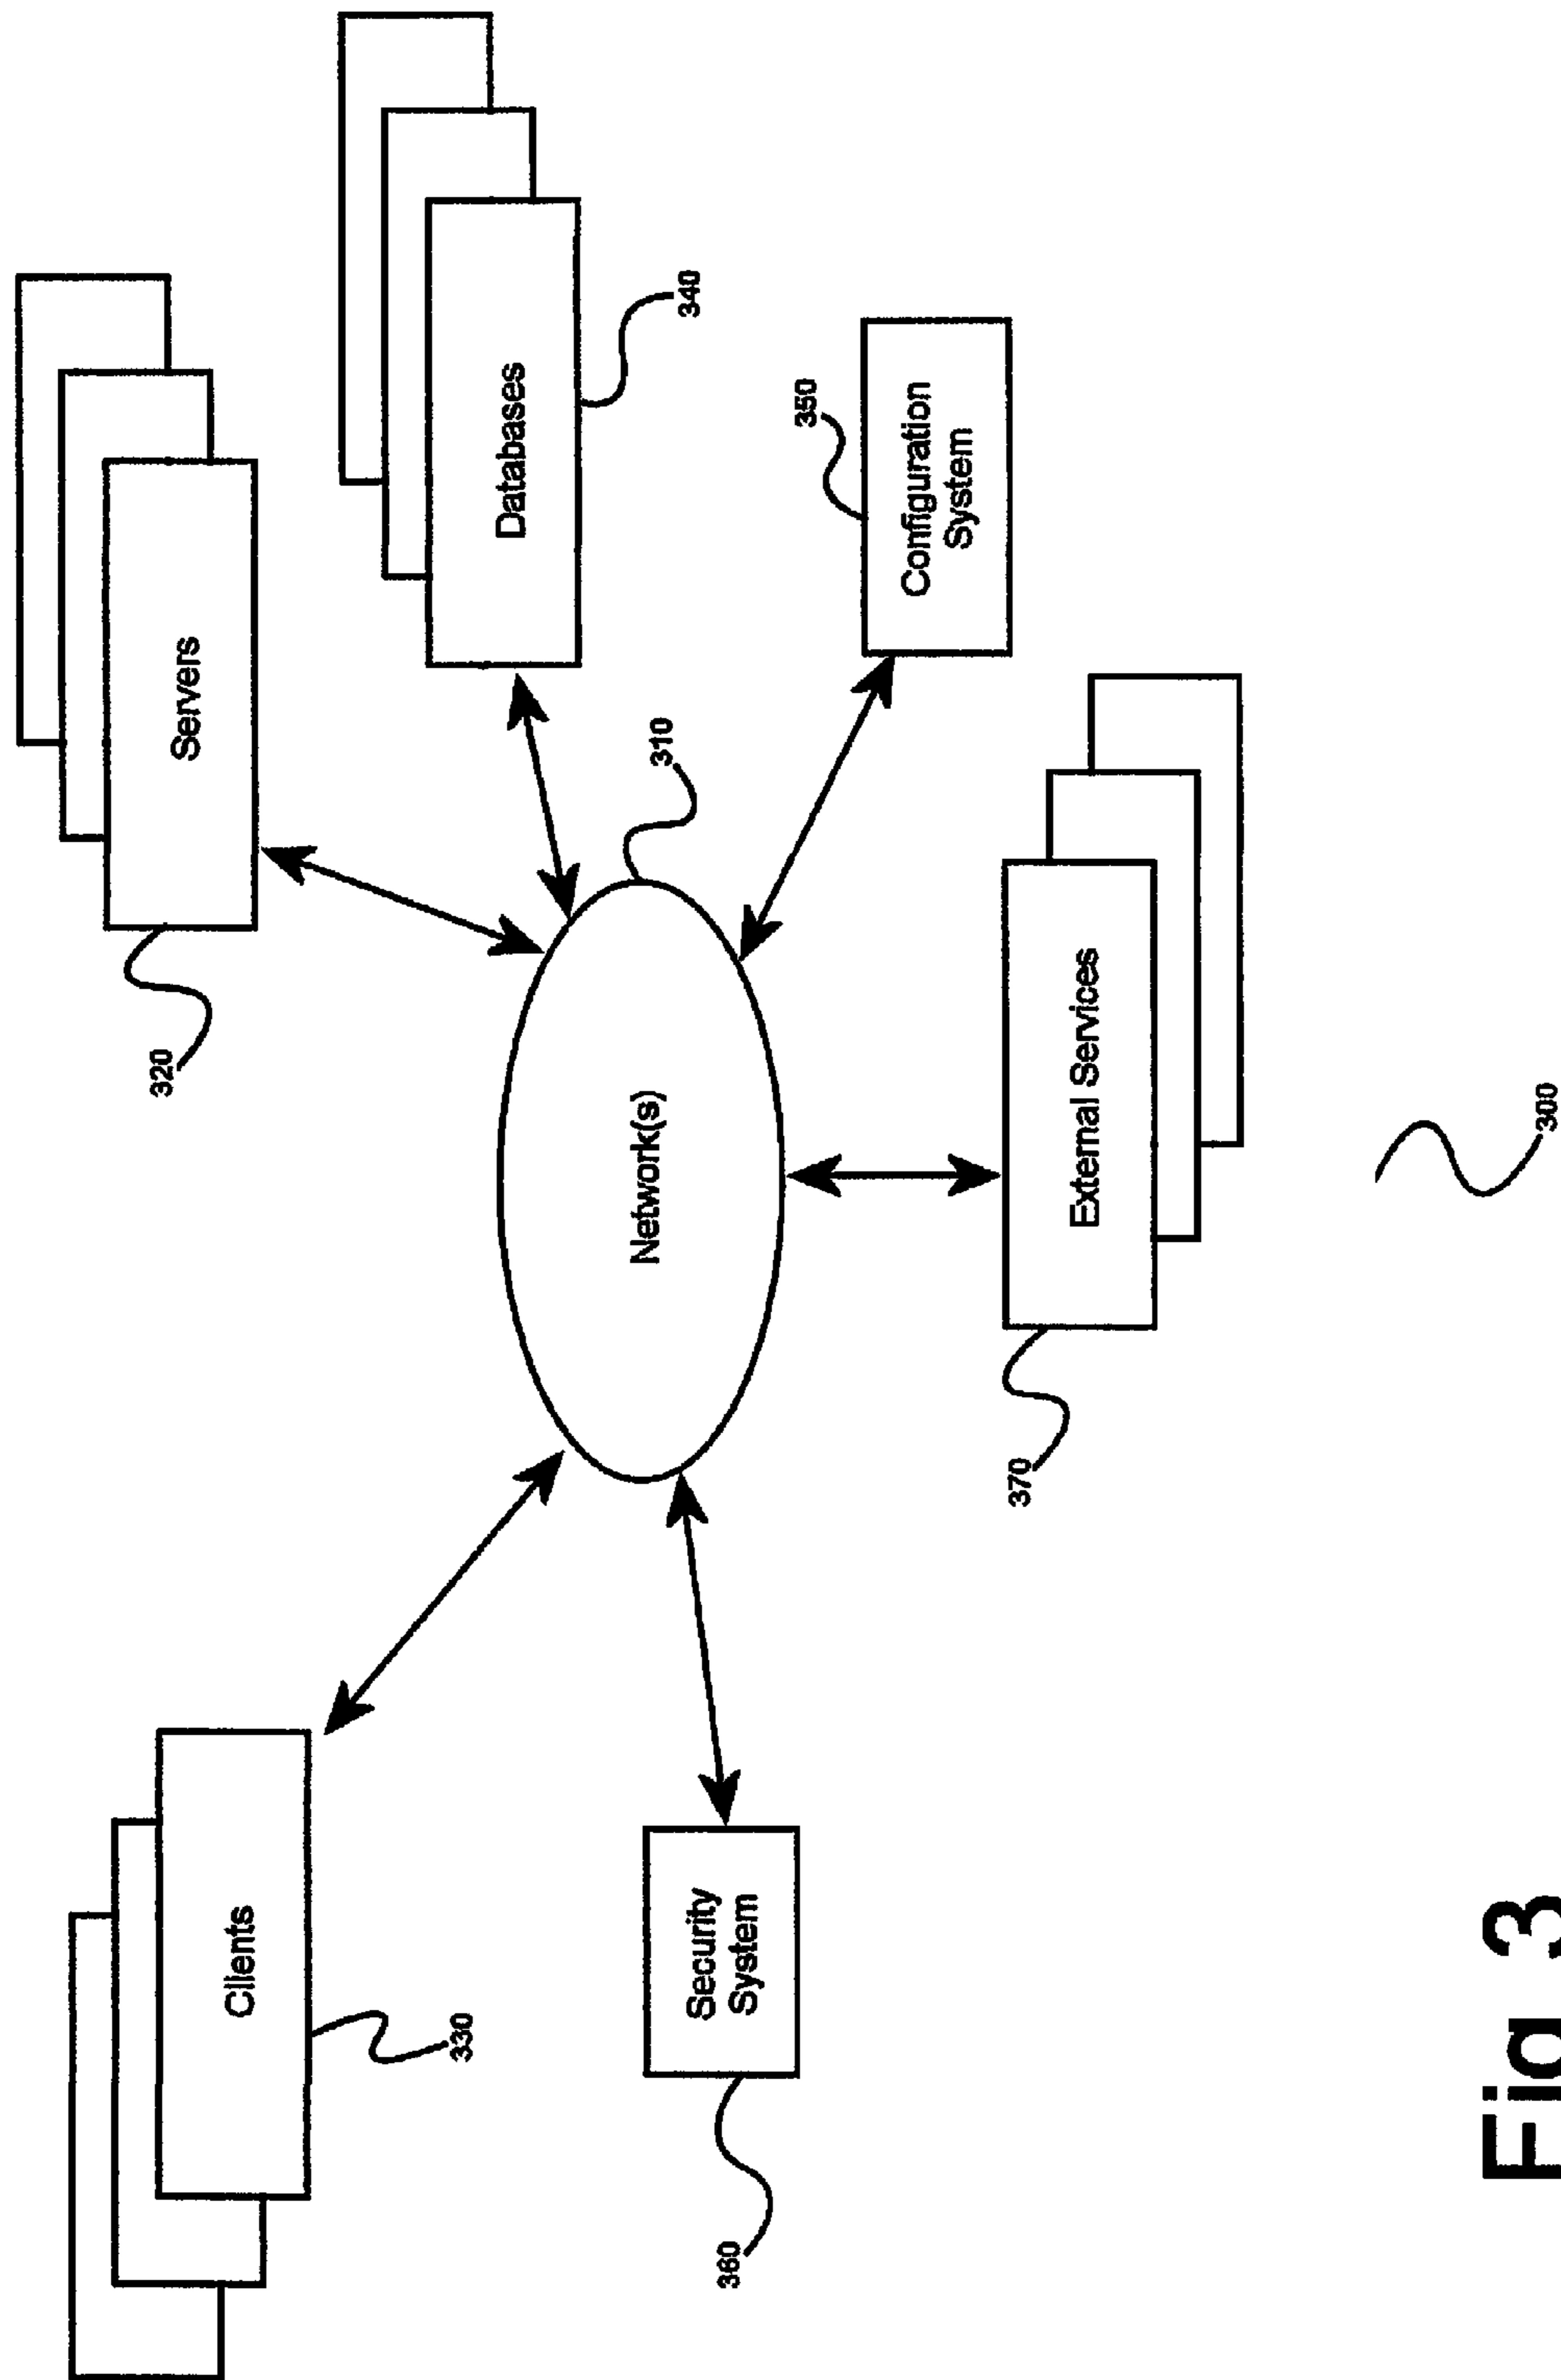 Clients
330
Servers
320
Databases
340
Network(s)
310
Security
System
360
Configuration
System
350
External Services
370
300
Fig. 3